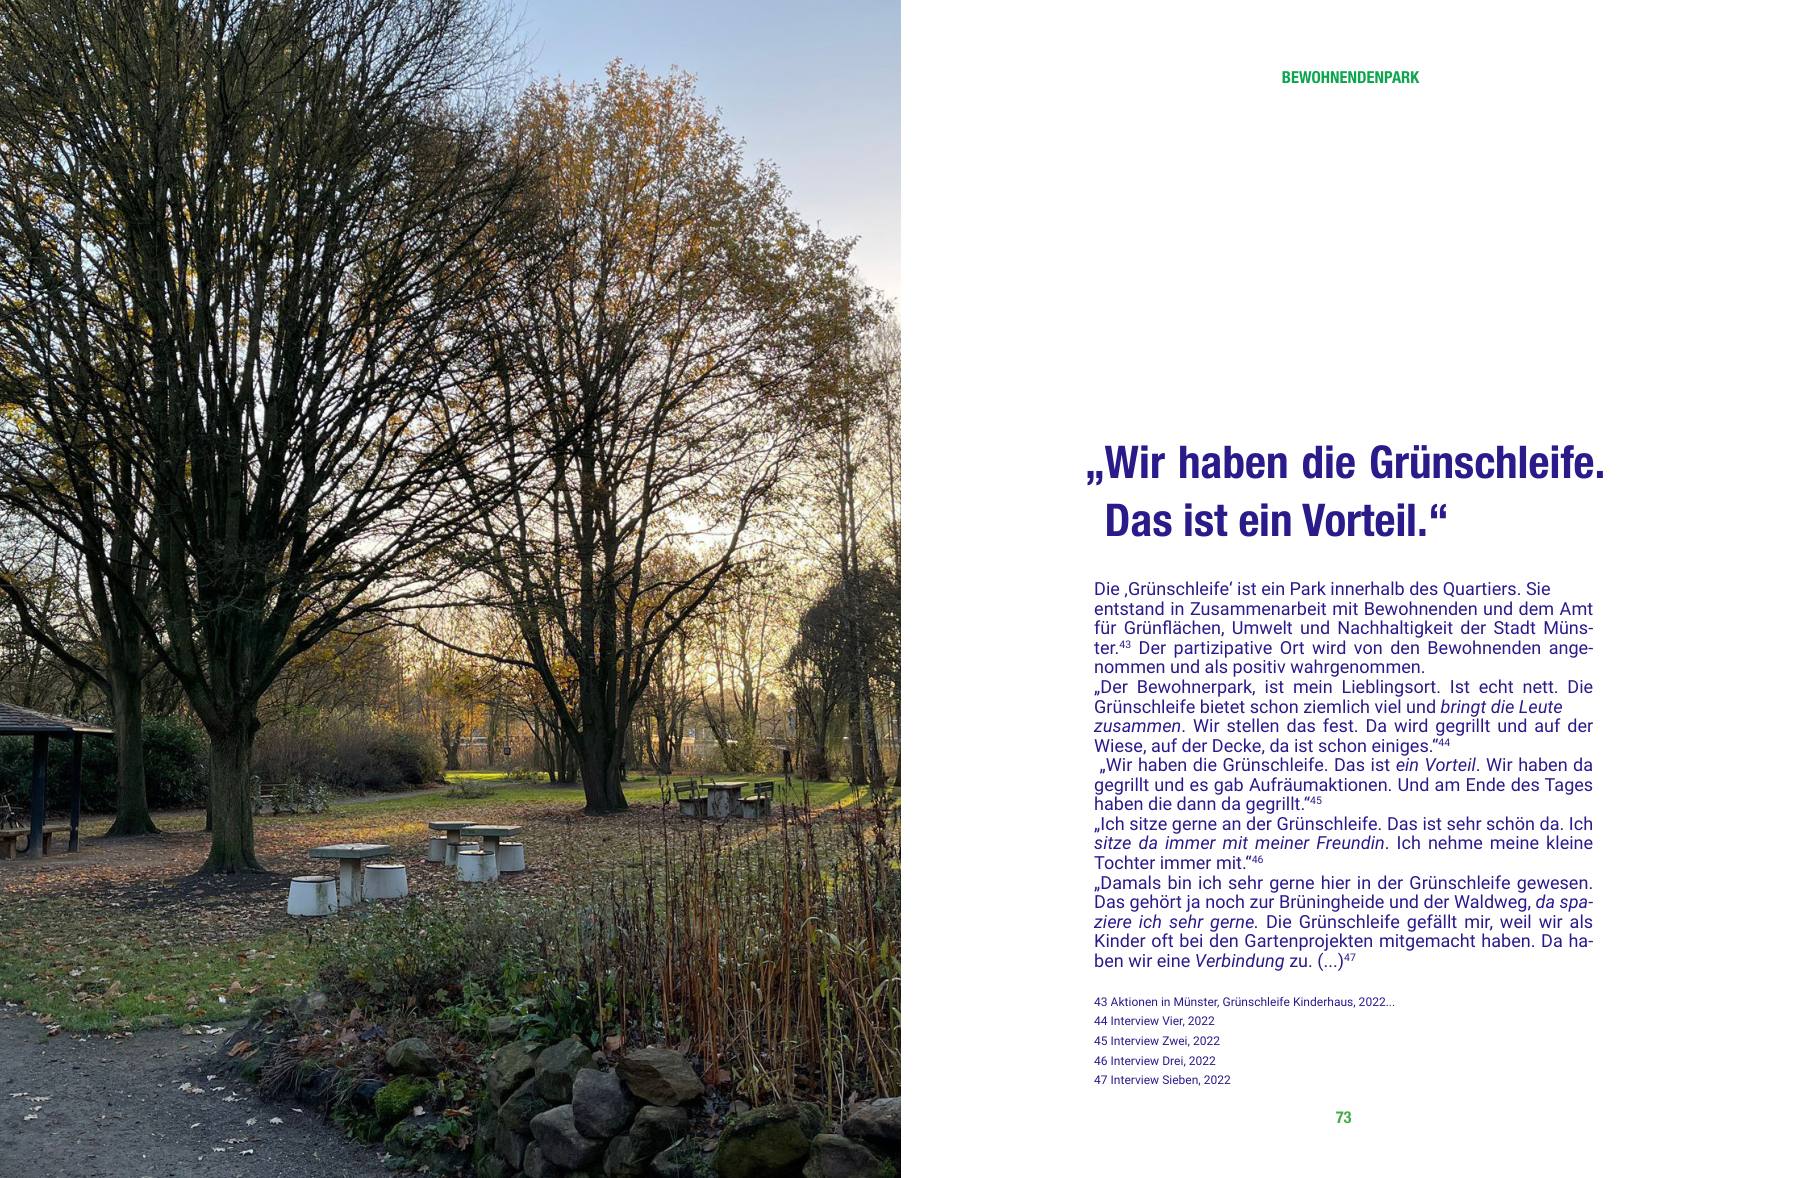 BEWOHNENDENPARK
„Wir haben die Grünschleife.
Das ist ein Vorteil.“
Die ‚Grünschleife‘ ist ein Park innerhalb des Quartiers. Sie
entstand in Zusammenarbeit mit Bewohnenden und dem Amt
für Grünflächen, Umwelt und Nachhaltigkeit der Stadt Müns-
ter.⁴³ Der partizipative Ort wird von den Bewohnenden ange-
nommen und als positiv wahrgenommen.
„Der Bewohnerpark, ist mein Lieblingsort. Ist echt nett. Die
Grünschleife bietet schon ziemlich viel und bringt die Leute
zusammen. Wir stellen das fest. Da wird gegrillt und auf der
Wiese, auf der Decke, da ist schon einiges.“⁴⁴
„Wir haben die Grünschleife. Das ist ein Vorteil. Wir haben da
gegrillt und es gab Aufräumaktionen. Und am Ende des Tages
haben die dann da gegrillt.“⁴⁵
„Ich sitze gerne an der Grünschleife. Das ist sehr schön da. Ich
sitze da immer mit meiner Freundin. Ich nehme meine kleine
Tochter immer mit.“⁴⁶
„Damals bin ich sehr gerne hier in der Grünschleife gewesen.
Das gehört ja noch zur Brüningheide und der Waldweg, da spa-
ziere ich sehr gerne. Die Grünschleife gefällt mir, weil wir als
Kinder oft bei den Gartenprojekten mitgemacht haben. Da ha-
ben wir eine Verbindung zu. (...)⁴⁷
43 Aktionen in Münster, Grünschleife Kinderhaus, 2022...
44 Interview Vier, 2022
45 Interview Zwei, 2022
46 Interview Drei, 2022
47 Interview Sieben, 2022
73